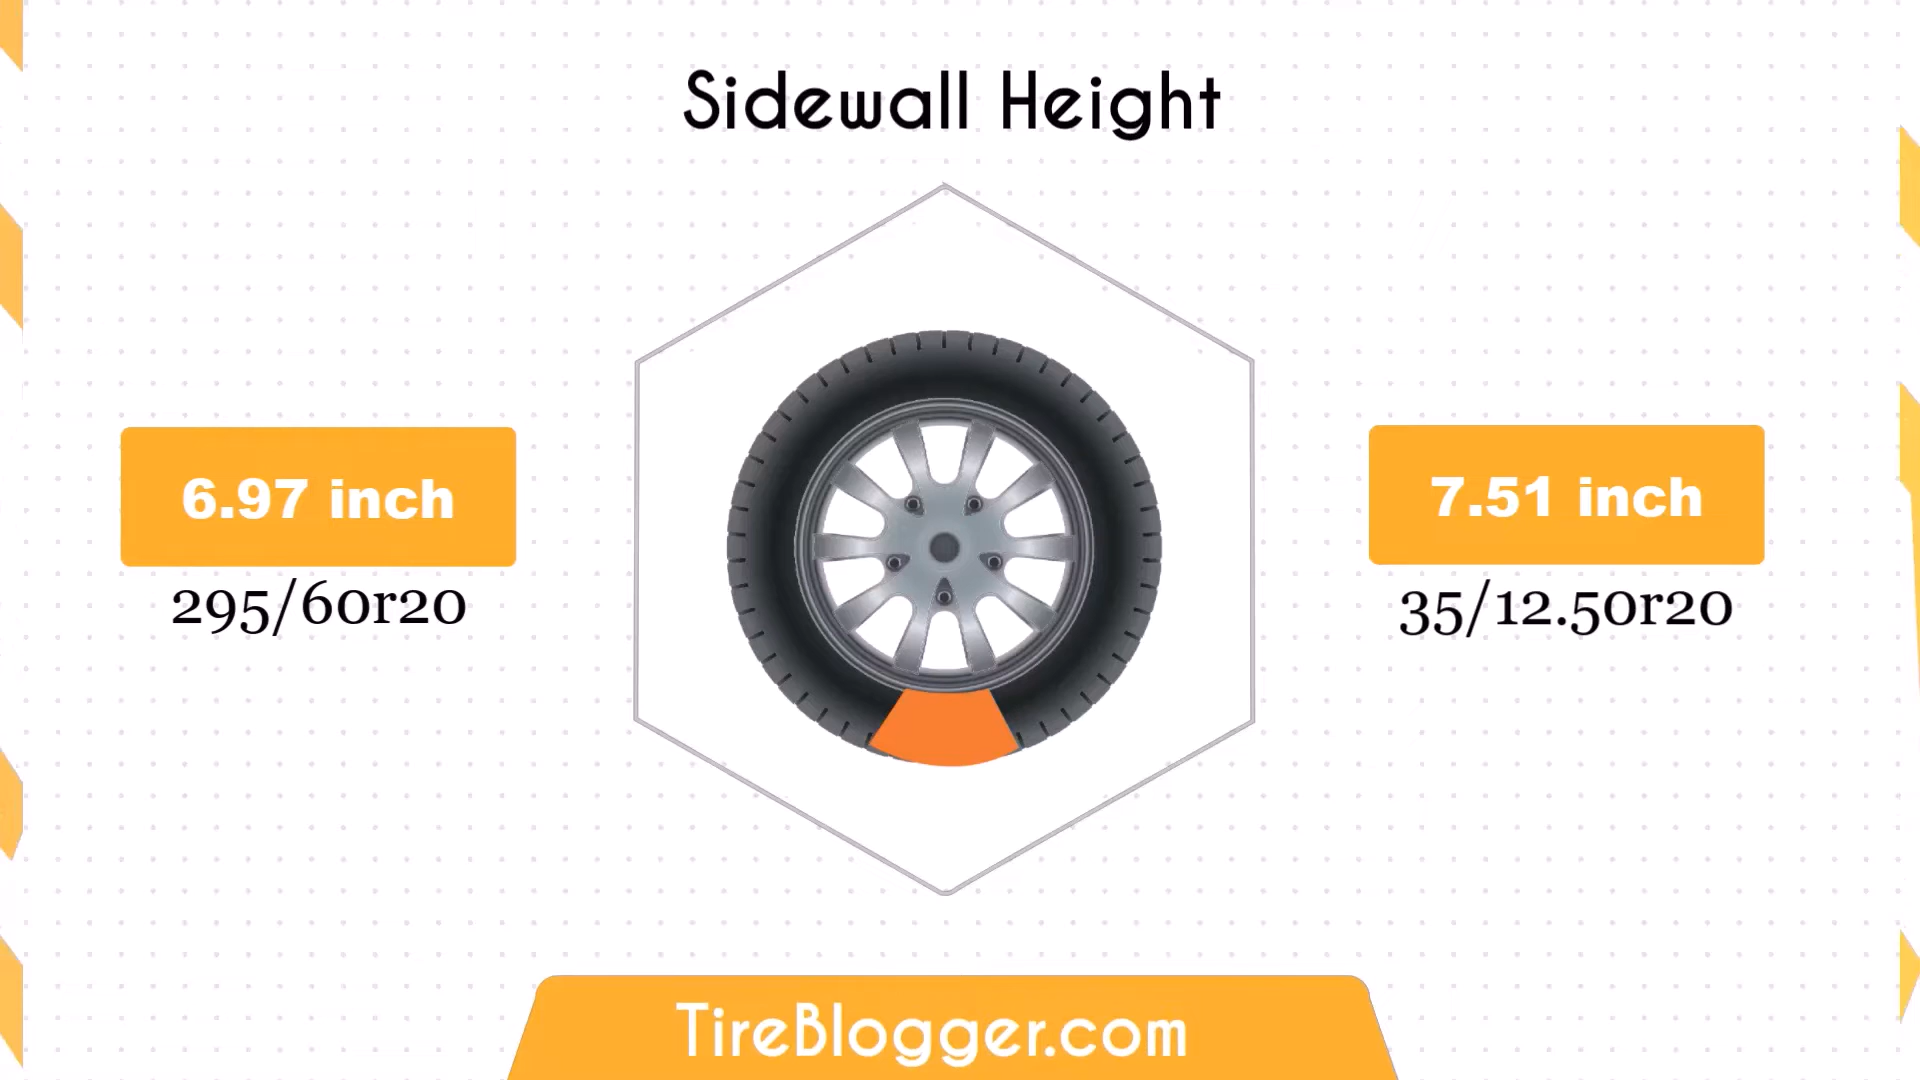 Sidewall Height
6.97 inch
295/60r20
7.51 inch
35/12.50r20
TireBlogger.com